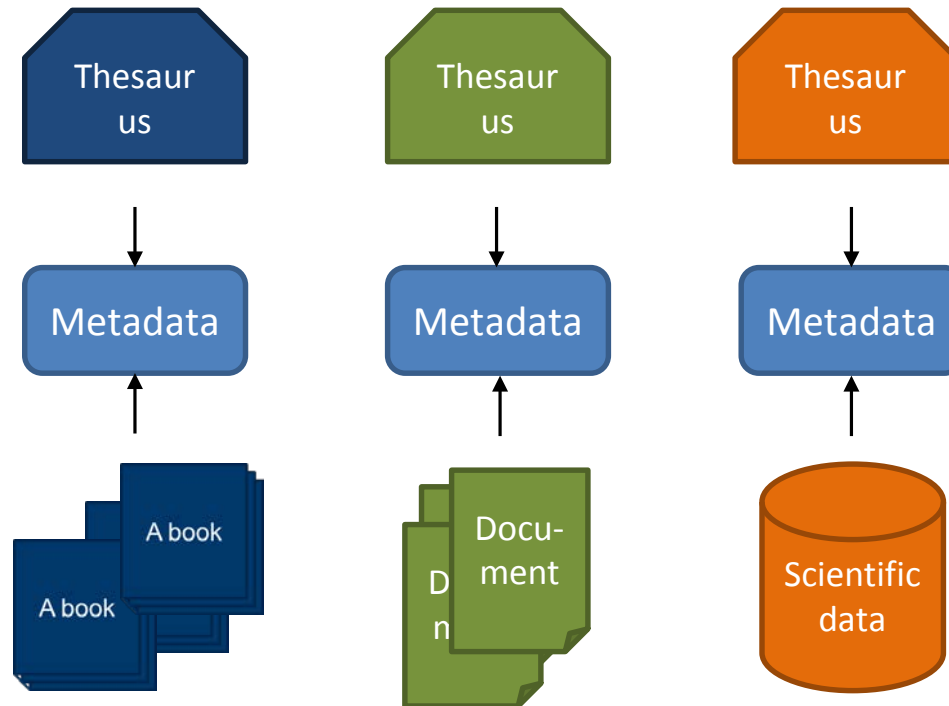 Thesaur
us
Thesaur
us
Thesaur
us
Metadata
Metadata
Metadata
A book
A book
Docu-
ment
D
m
Scientific
data